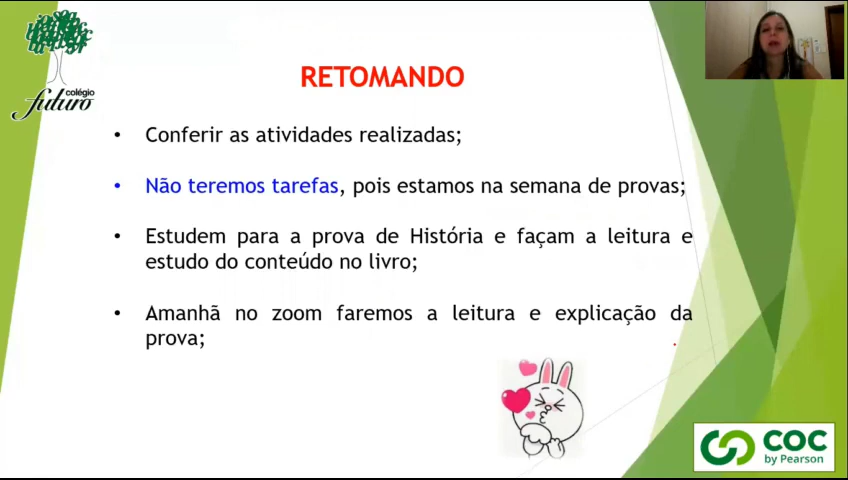 colégio
futuro
RETOMANDO
• Conferir as atividades realizadas;
• Não teremos tarefas, pois estamos na semana de provas;
• Estudem para a prova de História e façam a leitura e
estudo do conteúdo no livro;
• Amanhã no zoom faremos a leitura e explicação da
prova;
COC
by Pearson